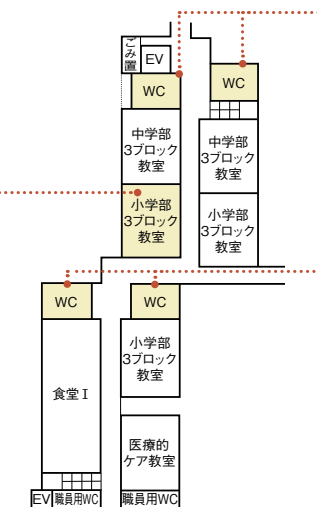 ごみ置
EV
WC
WC
中学部
3ブロック
教室
中学部
3ブロック
教室
小学部
3ブロック
教室
小学部
3ブロック
教室
WC
WC
小学部
3ブロック
教室
食堂Ⅰ
医療的
ケア教室
EV
職員用WC
職員用WC